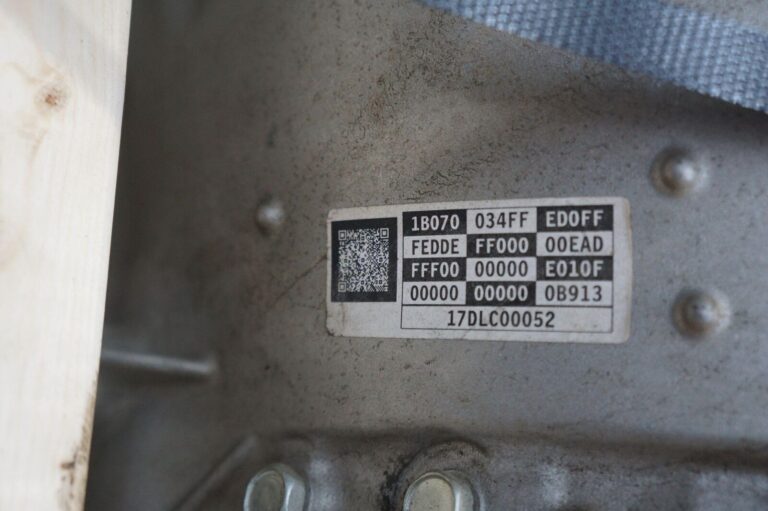 1B070 034FF ED0FF
FEDDE FF000 00EAD
FFF00 00000 E010F
00000 00000 0B913
17DLC00052